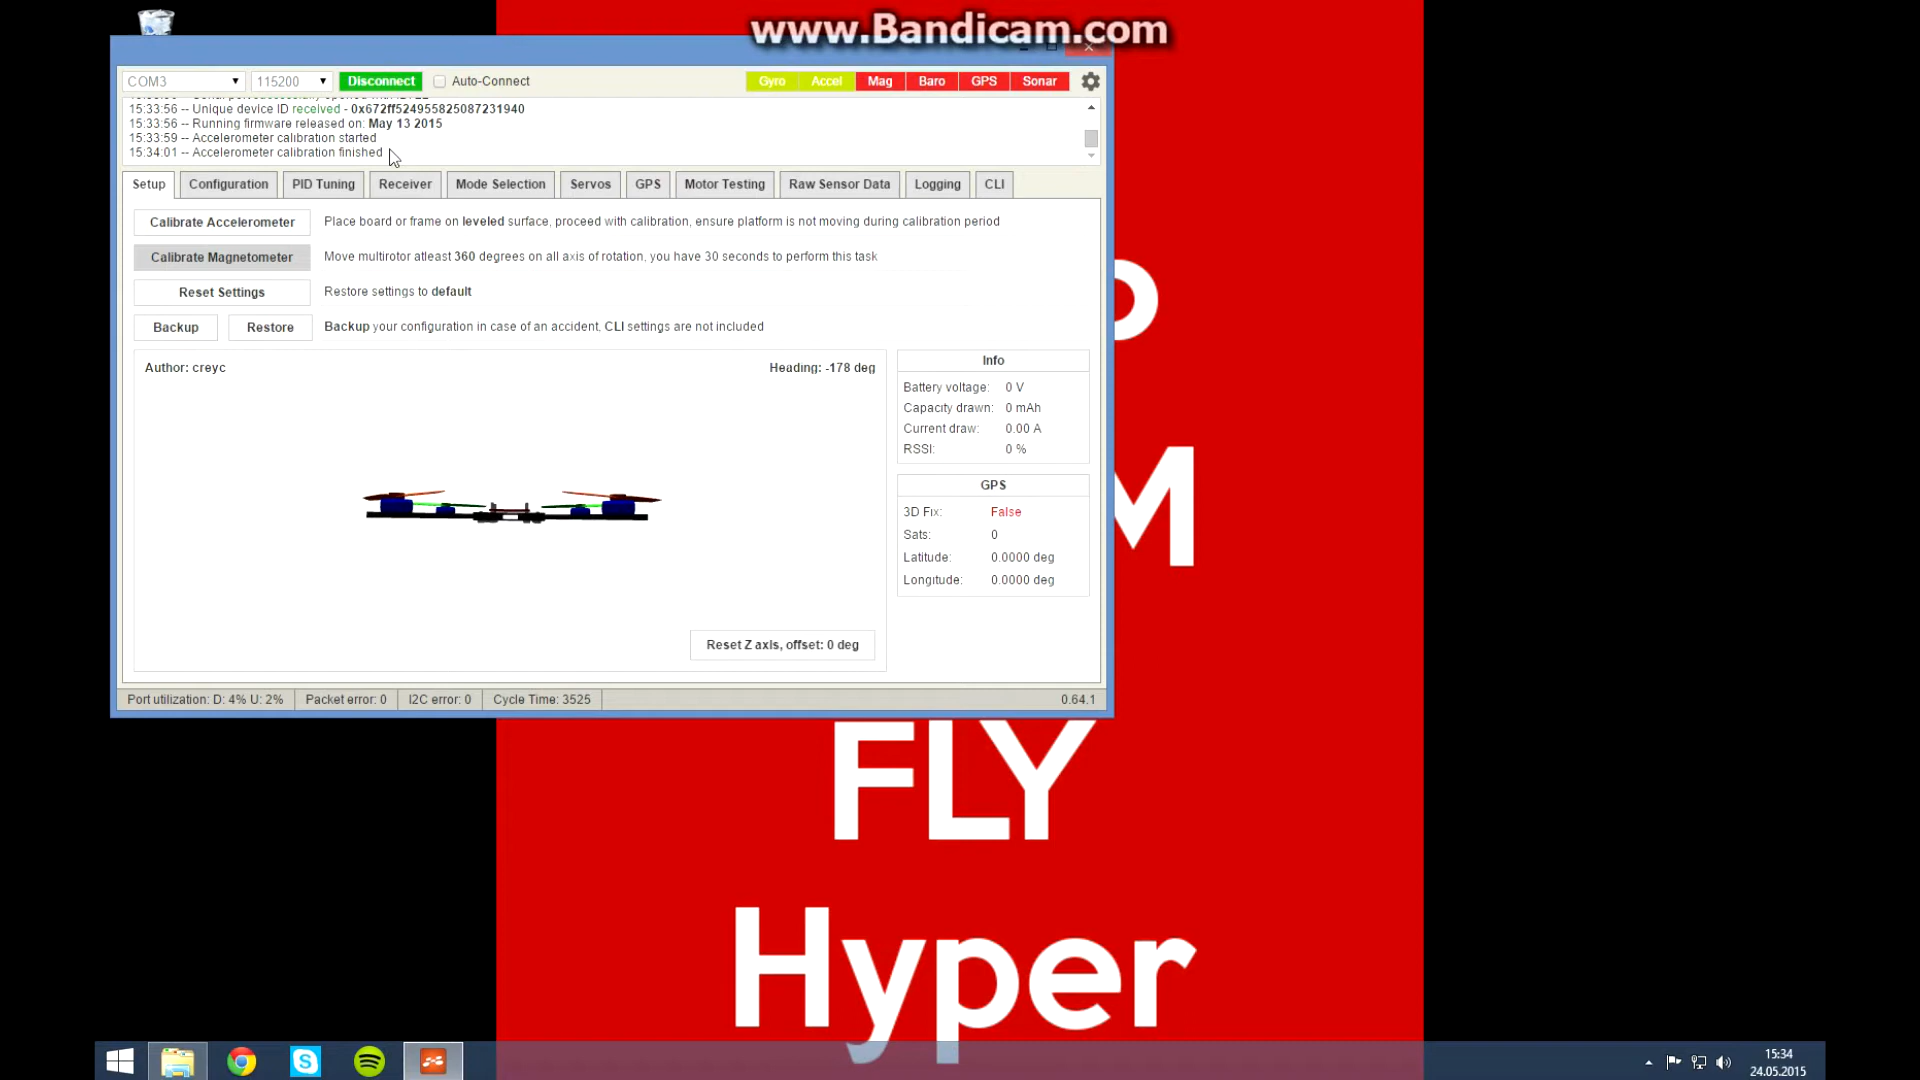 www.Bandicam.com
COM3 115200 Disconnect Auto-Connect Gyro Accel Mag Baro GPS Sonar
15:33:56 -- Unique device ID received - 0x672ff524955825087231940
15:33:56 -- Running firmware released on: May 13 2015
15:33:59 -- Accelerometer calibration started
15:34:01 -- Accelerometer calibration finished
Setup Configuration PID Tuning Receiver Mode Selection Servos GPS Motor Testing Raw Sensor Data Logging CLI
Calibrate Accelerometer Place board or frame on leveled surface, proceed with calibration, ensure platform is not moving during calibration period
Calibrate Magnetometer Move multirotor atleast 360 degrees on all axis of rotation, you have 30 seconds to perform this task
Reset Settings Restore settings to default
Backup Restore Backup your configuration in case of an accident, CLI settings are not included
Author: creyc Heading: -178 deg
Info
Battery voltage: 0 V
Capacity drawn: 0 mAh
Current draw: 0.00 A
RSSI: 0 %
GPS
3D Fix: False
Sats: 0
Latitude: 0.0000 deg
Longitude: 0.0000 deg
Reset Z axis, offset: 0 deg
Port utilization: D: 4% U: 2% Packet error: 0 I2C error: 0 Cycle Time: 3525 0.64.1
FLY
Hyper
15:34
24.05.2015